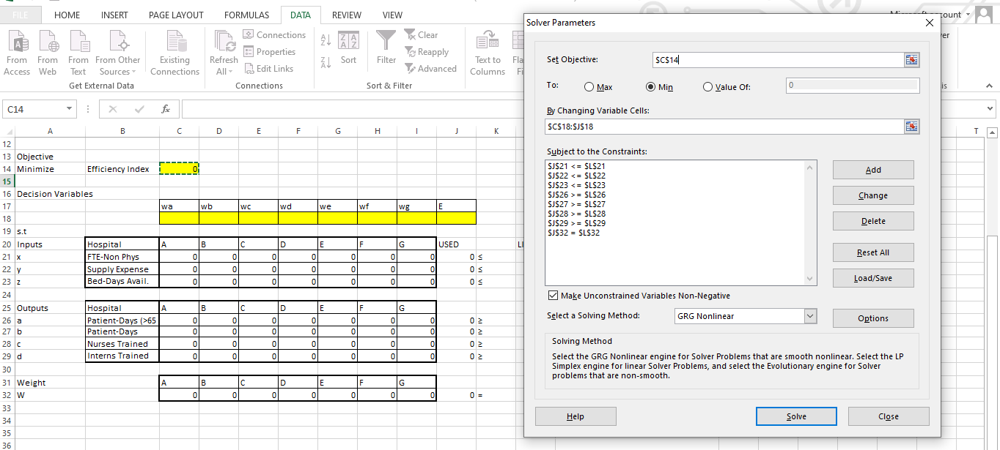 FILE HOME INSERT PAGE LAYOUT FORMULAS DATA REVIEW VIEW
From Access
From Web
From Text
From Other Sources
Existing Connections
Refresh All
Connections
Properties
Edit Links
Sort
Filter
Clear
Reapply
Advanced
Text to Columns
Get External Data
Connections
Sort & Filter
C14
fx
A B C D E F G H I J K T
12
13 Objective
14 Minimize Efficiency Index 0
15
16 Decision Variables
17 wa wb wc wd we wf wg E
18
19 s.t
20 Inputs Hospital A B C D E F G USED
21 x FTE-Non Phys 0 0 0 0 0 0 0 0 ≤
22 y Supply Expense 0 0 0 0 0 0 0 0 ≤
23 z Bed-Days Avail. 0 0 0 0 0 0 0 0 ≤
24
25 Outputs Hospital A B C D E F G
26 a Patient-Days (>65 0 0 0 0 0 0 0 0 ≥
27 b Patient-Days 0 0 0 0 0 0 0 0 ≥
28 c Nurses Trained 0 0 0 0 0 0 0 0 ≥
29 d Interns Trained 0 0 0 0 0 0 0 0 ≥
30
31 Weight A B C D E F G
32 W 0 0 0 0 0 0 0 0 =
33
34
35
36
Solver Parameters
Set Objective: $C$14
To: Max Min Value Of: 0
By Changing Variable Cells:
$C$18:$J$18
Subject to the Constraints:
$J$21 <= $L$21
$J$22 <= $L$22
$J$23 <= $L$23
$J$26 >= $L$26
$J$27 >= $L$27
$J$28 >= $L$28
$J$29 >= $L$29
$J$32 = $L$32
Add
Change
Delete
Reset All
Load/Save
Make Unconstrained Variables Non-Negative
Select a Solving Method: GRG Nonlinear
Options
Solving Method
Select the GRG Nonlinear engine for Solver Problems that are smooth nonlinear. Select the LP
Simplex engine for linear Solver Problems, and select the Evolutionary engine for Solver
problems that are non-smooth.
Help
Solve
Close